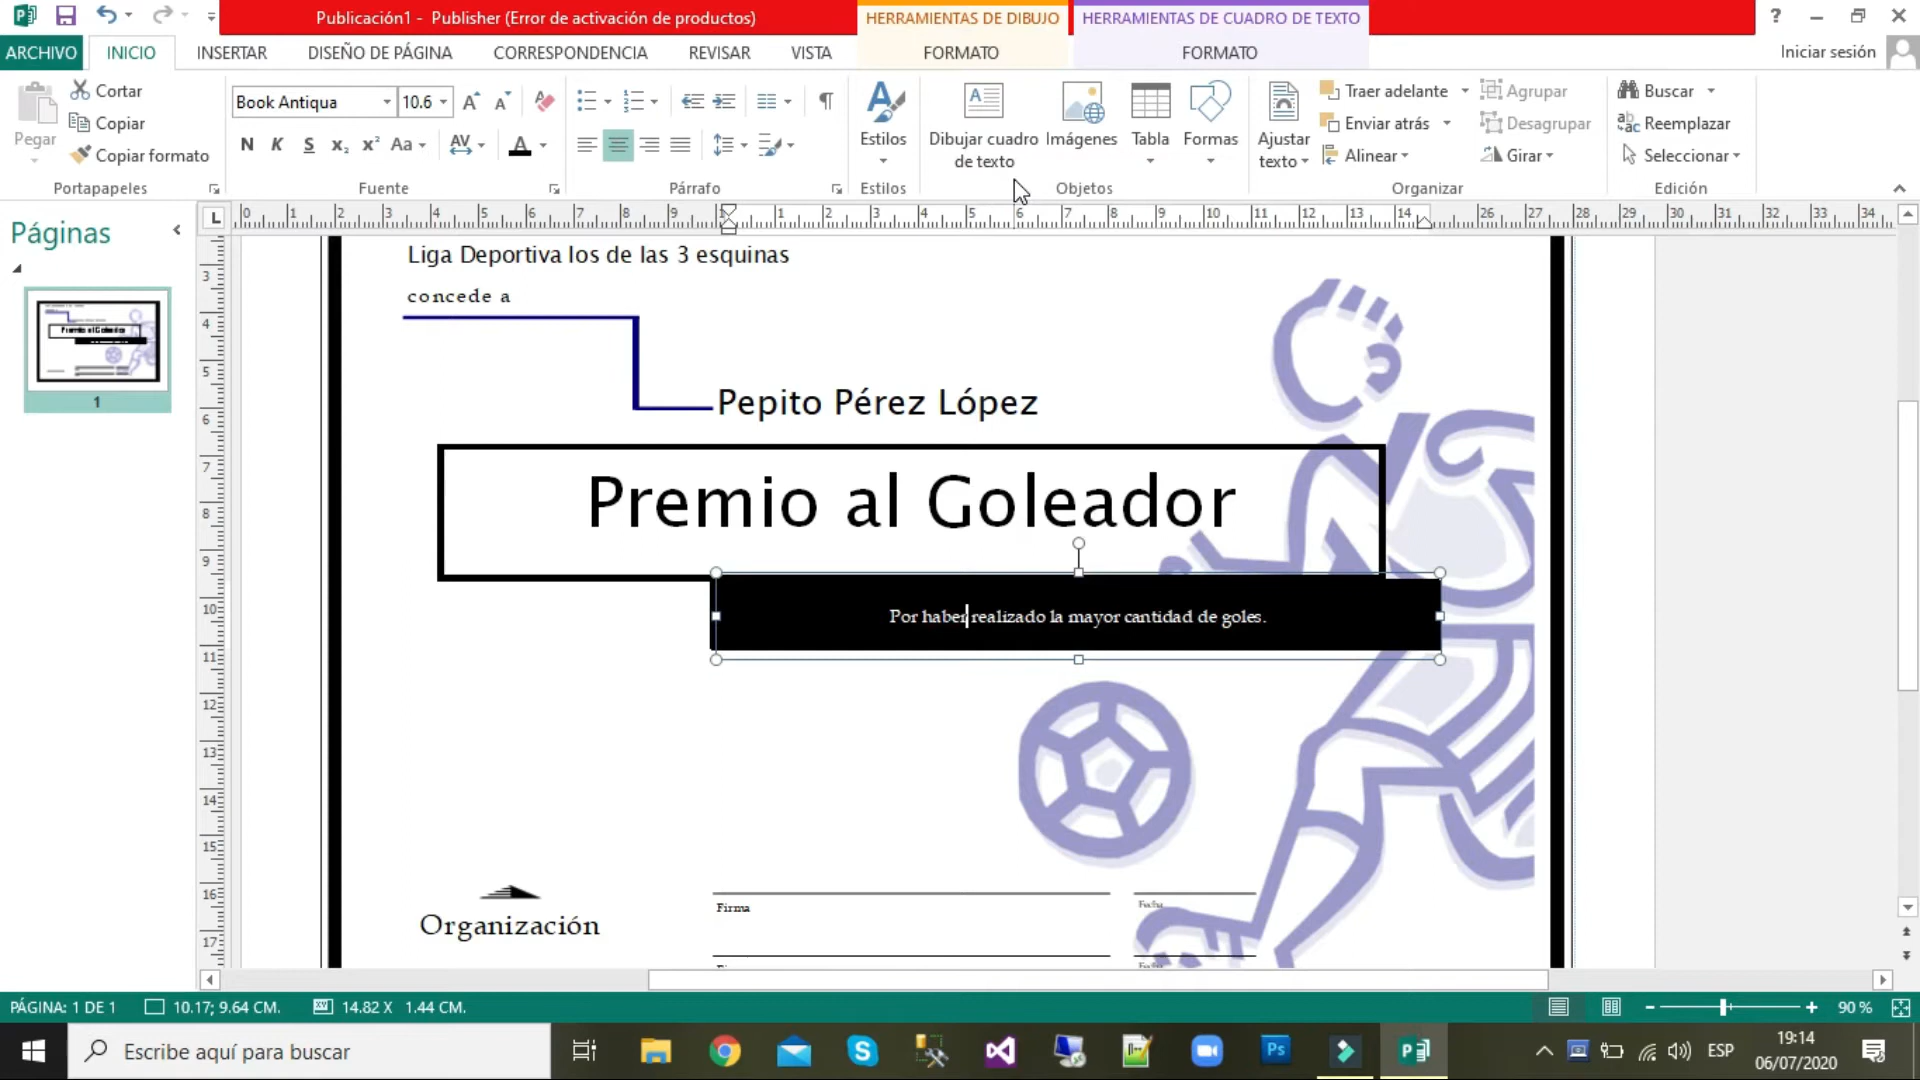 Publicación1 - Publisher (Error de activación de productos)
HERRAMIENTAS DE DIBUJO
HERRAMIENTAS DE CUADRO DE TEXTO
?
ARCHIVO
INICIO
INSERTAR
DISEÑO DE PÁGINA
CORRESPONDENCIA
REVISAR
VISTA
FORMATO
FORMATO
Iniciar sesión
Pegar
Cortar
Copiar
Copiar formato
Portapapeles
Book Antiqua
10.6
N K S
Fuente
Párrafo
Estilos
Estilos
Dibujar cuadro
de texto
Imágenes
Tabla
Formas
Objetos
Ajustar
texto
Traer adelante
Enviar atrás
Alinear
Agrupar
Desagrupar
Girar
Organizar
Buscar
Reemplazar
Seleccionar
Edición
Páginas
1
Liga Deportiva los de las 3 esquinas
concede a
Pepito Pérez López
Premio al Goleador
Por haber realizado la mayor cantidad de goles.
Organización
Firma
Fecha
PÁGINA: 1 DE 1
10.17; 9.64 CM.
14.82 X 1.44 CM.
90 %
Escribe aquí para buscar
ESP
19:14
06/07/2020